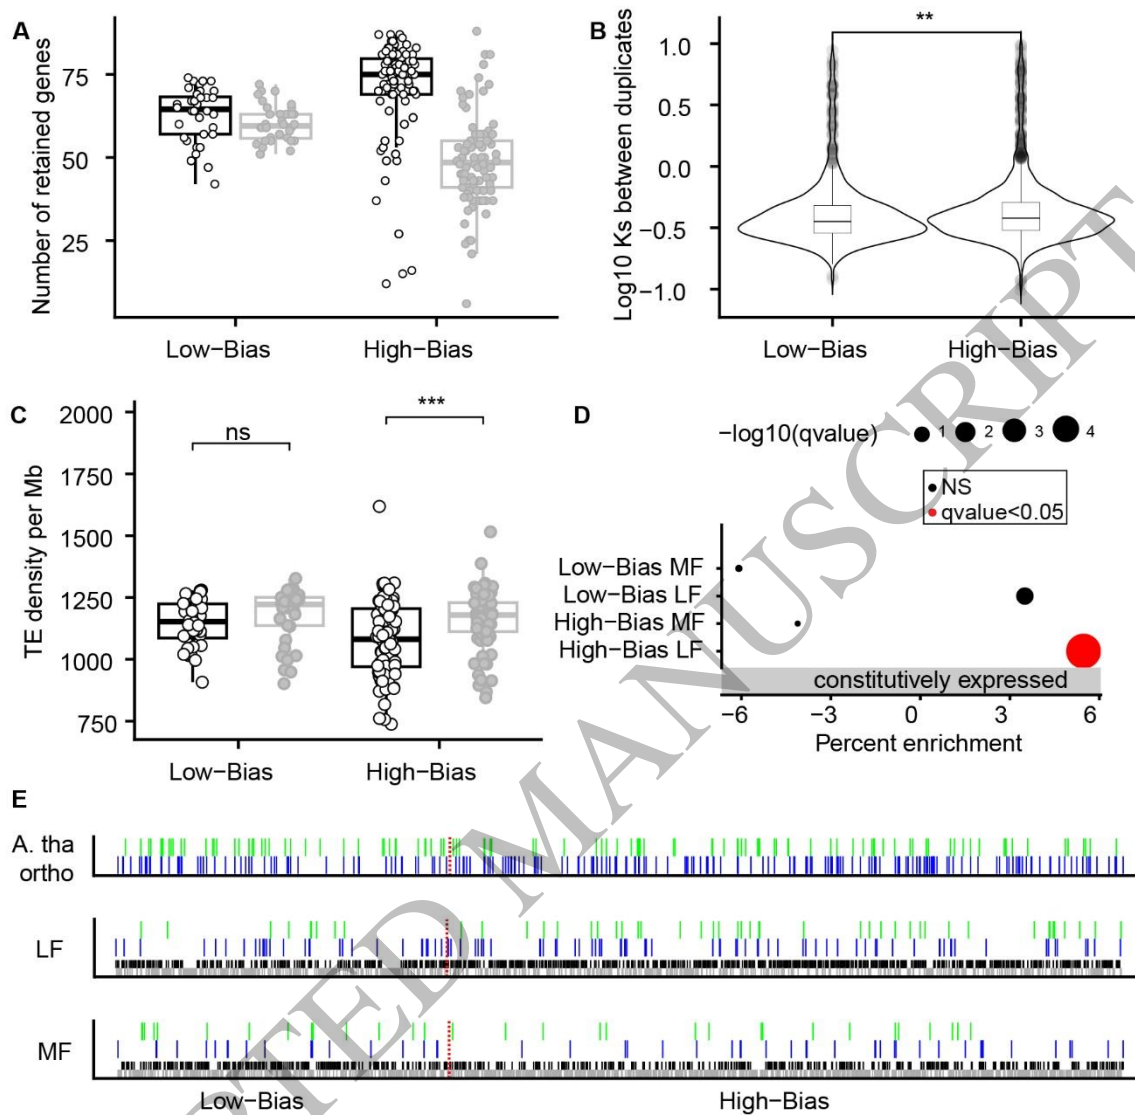 A
Number of retained genes
75
50
25
Low−Bias
High−Bias
B
**
Log10 Ks between duplicates
1.0
0.5
0.0
−0.5
−1.0
Low−Bias
High−Bias
C
TE density per Mb
2000
1750
1500
1250
1000
750
ns
***
Low−Bias
High−Bias
D
−log10(qvalue) 1 2 3 4
NS
qvalue<0.05
Low−Bias MF
Low−Bias LF
High−Bias MF
High−Bias LF
constitutively expressed
−6 −3 0 3 6
Percent enrichment
E
A. tha
ortho
LF
MF
Low−Bias
High−Bias
PTED MANUSCRIPT